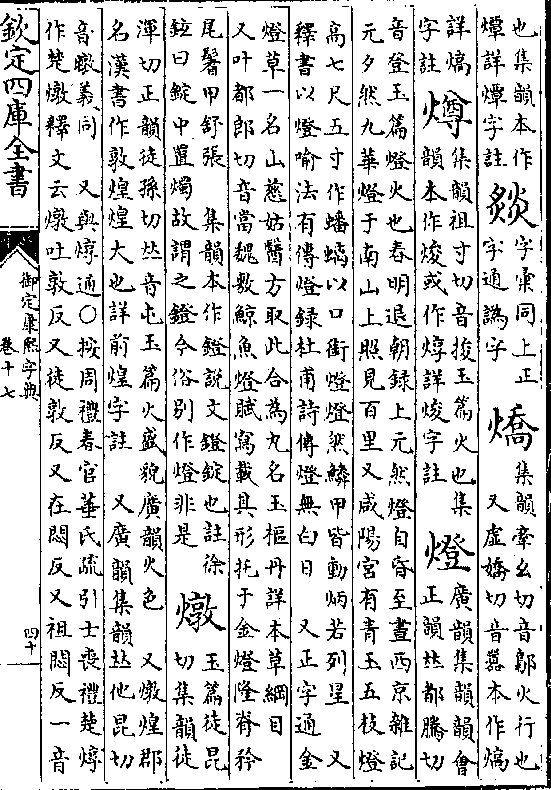 也集韻本作
燂詳燂字註
燚
字彙同上正
字通譌字
燆
集韻牽幺切音鄡火行也
又虛嬌切音囂本作熇
詳熇
字註
燇
集韻祖寸切音捘玉篇火也集
韻本作焌或作焞詳焌字註
燈
廣韻集韻韻會
正韻𠀤都騰切
音登玉篇燈火也春明退朝録上元然燈自昏至晝西京雜記
元夕然九華燈于南山上照見百里又咸陽宮有青玉五枝燈
高七尺五寸作蟠螭以口銜燈燈燃鱗甲皆動炳若列星　又
釋書以燈喻法有傳燈録杜甫詩傳燈無白日　又正字通金
燈草一名山慈姑醫方取此合為丸名玉樞丹詳本草綱目
又叶都郎切音當魏數鯨魚燈賦寫載其形托于金燈隆脊矜
尾鬐甲舒張　集韻本作鐙説文鐙錠也註徐
鉉曰錠中置燭故謂之鐙今俗别作燈非是
燉
玉篇徒昆
切集韻徒
渾切正韻徒孫切𠀤音屯玉篇火盛貌廣韻火色　又燉煌郡
名漢書作敦煌煌大也詳前煌字註　又廣韻集韻𠀤他昆切
音暾義同　又與焞通○按周禮春官華氏疏引士喪禮楚焞
作楚燉釋文云燉吐敦反又徒敦反又在悶反又祖悶反一音
欽定四庫全書
御定康熙字典
卷十七
四十